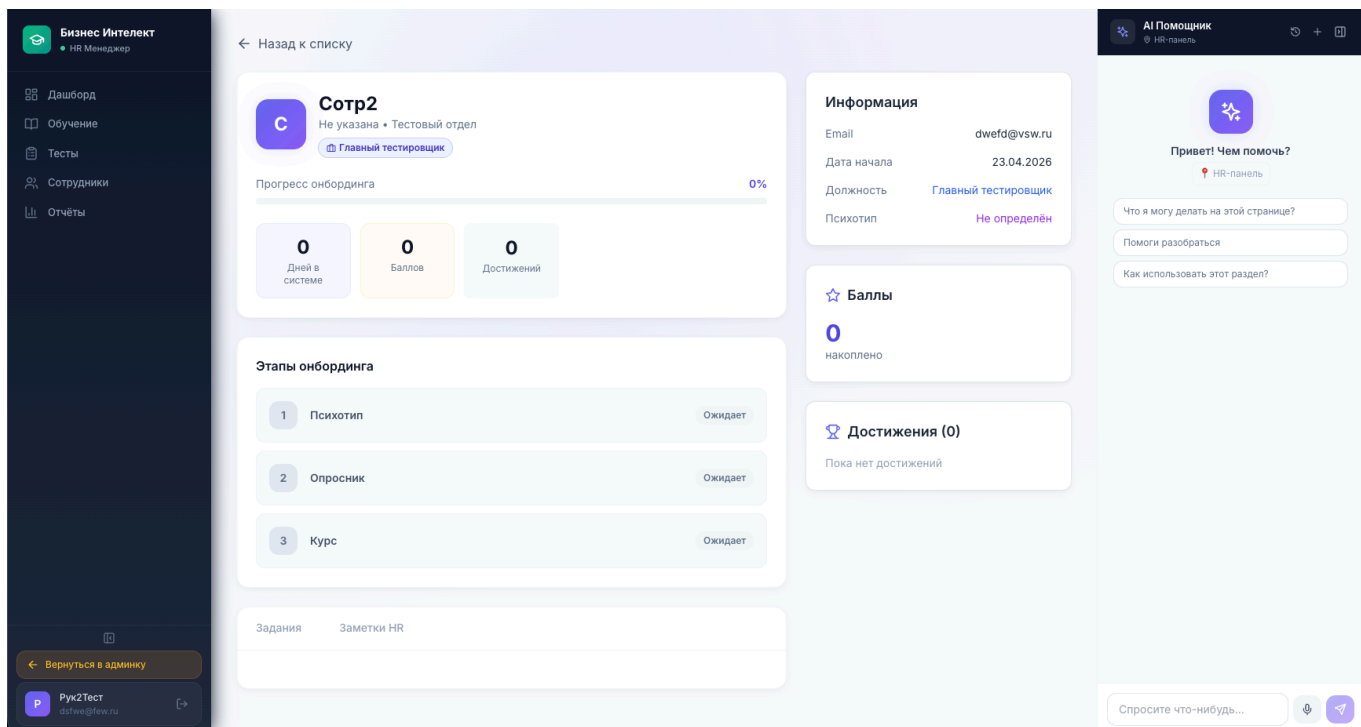 Бизнес Интелект
HR Менеджер
Дашборд
Обучение
Тесты
Сотрудники
Отчёты
Вернуться в админку
Р
Рук2Тест
dsfwe@few.ru
Назад к списку
С
Сотр2
Не указана • Тестовый отдел
Главный тестировщик
Прогресс онбординга
0%
0
Дней в
системе
0
Баллов
0
Достижений
Этапы онбординга
1 Психотип Ожидает
2 Опросник Ожидает
3 Курс Ожидает
Задания Заметки HR
Информация
Email dwefd@vsw.ru
Дата начала 23.04.2026
Должность Главный тестировщик
Психотип Не определён
Баллы
0
накоплено
Достижения (0)
Пока нет достижений
AI Помощник
HR-панель
Привет! Чем помочь?
HR-панель
Что я могу делать на этой странице?
Помоги разобраться
Как использовать этот раздел?
Спросите что-нибудь...